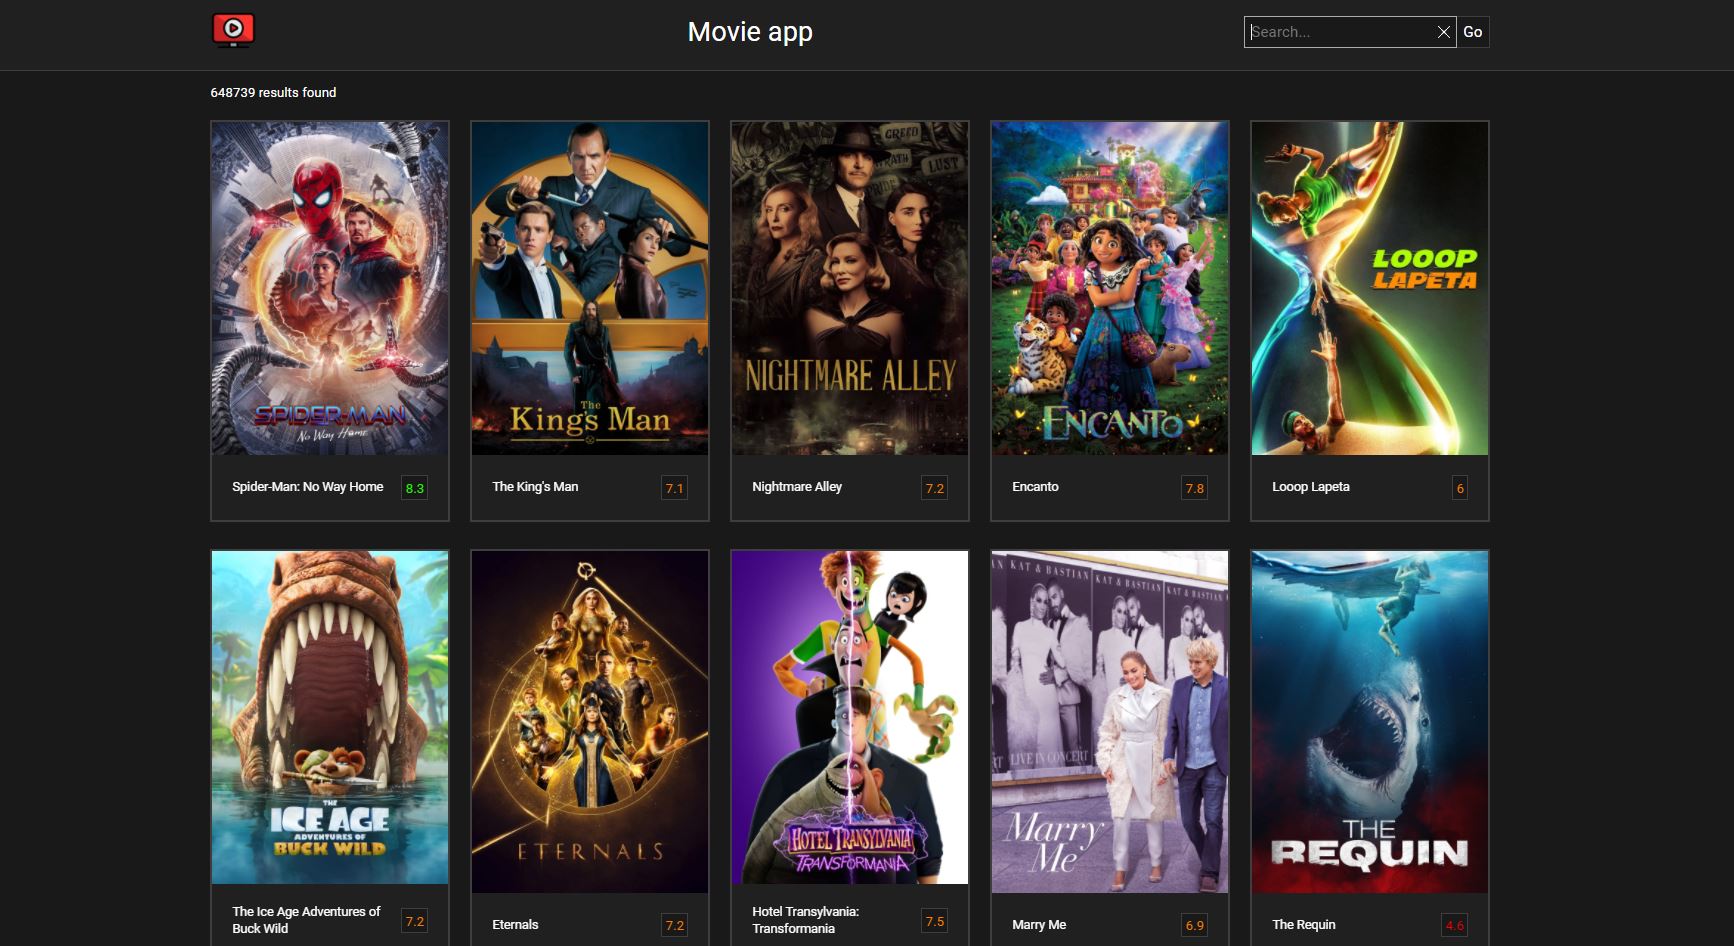 Movie app
Search...
Go
648739 results found
GREED
WRATH
LUST
PRIDE
LOOOP
LAPETA
NIGHTMARE ALLEY
The
King's Man
SPIDER-MAN
No Way Home
ENCANTO
Spider-Man: No Way Home 8.3
The King's Man 7.1
Nightmare Alley 7.2
Encanto 7.8
Looop Lapeta 6
KAT & BASTIAN
KAT & BASTIAN
KAT & BASTIAN
LIVE IN CONCERT
THE
ICE AGE
ADVENTURES OF
BUCK WILD
ETERNALS
HOTEL TRANSYLVANIA
TRANSFORMANIA
Marry
Me
THE
REQUIN
The Ice Age Adventures of
Buck Wild
7.2
Eternals 7.2
Hotel Transylvania:
Transformania
7.5
Marry Me 6.9
The Requin 4.6